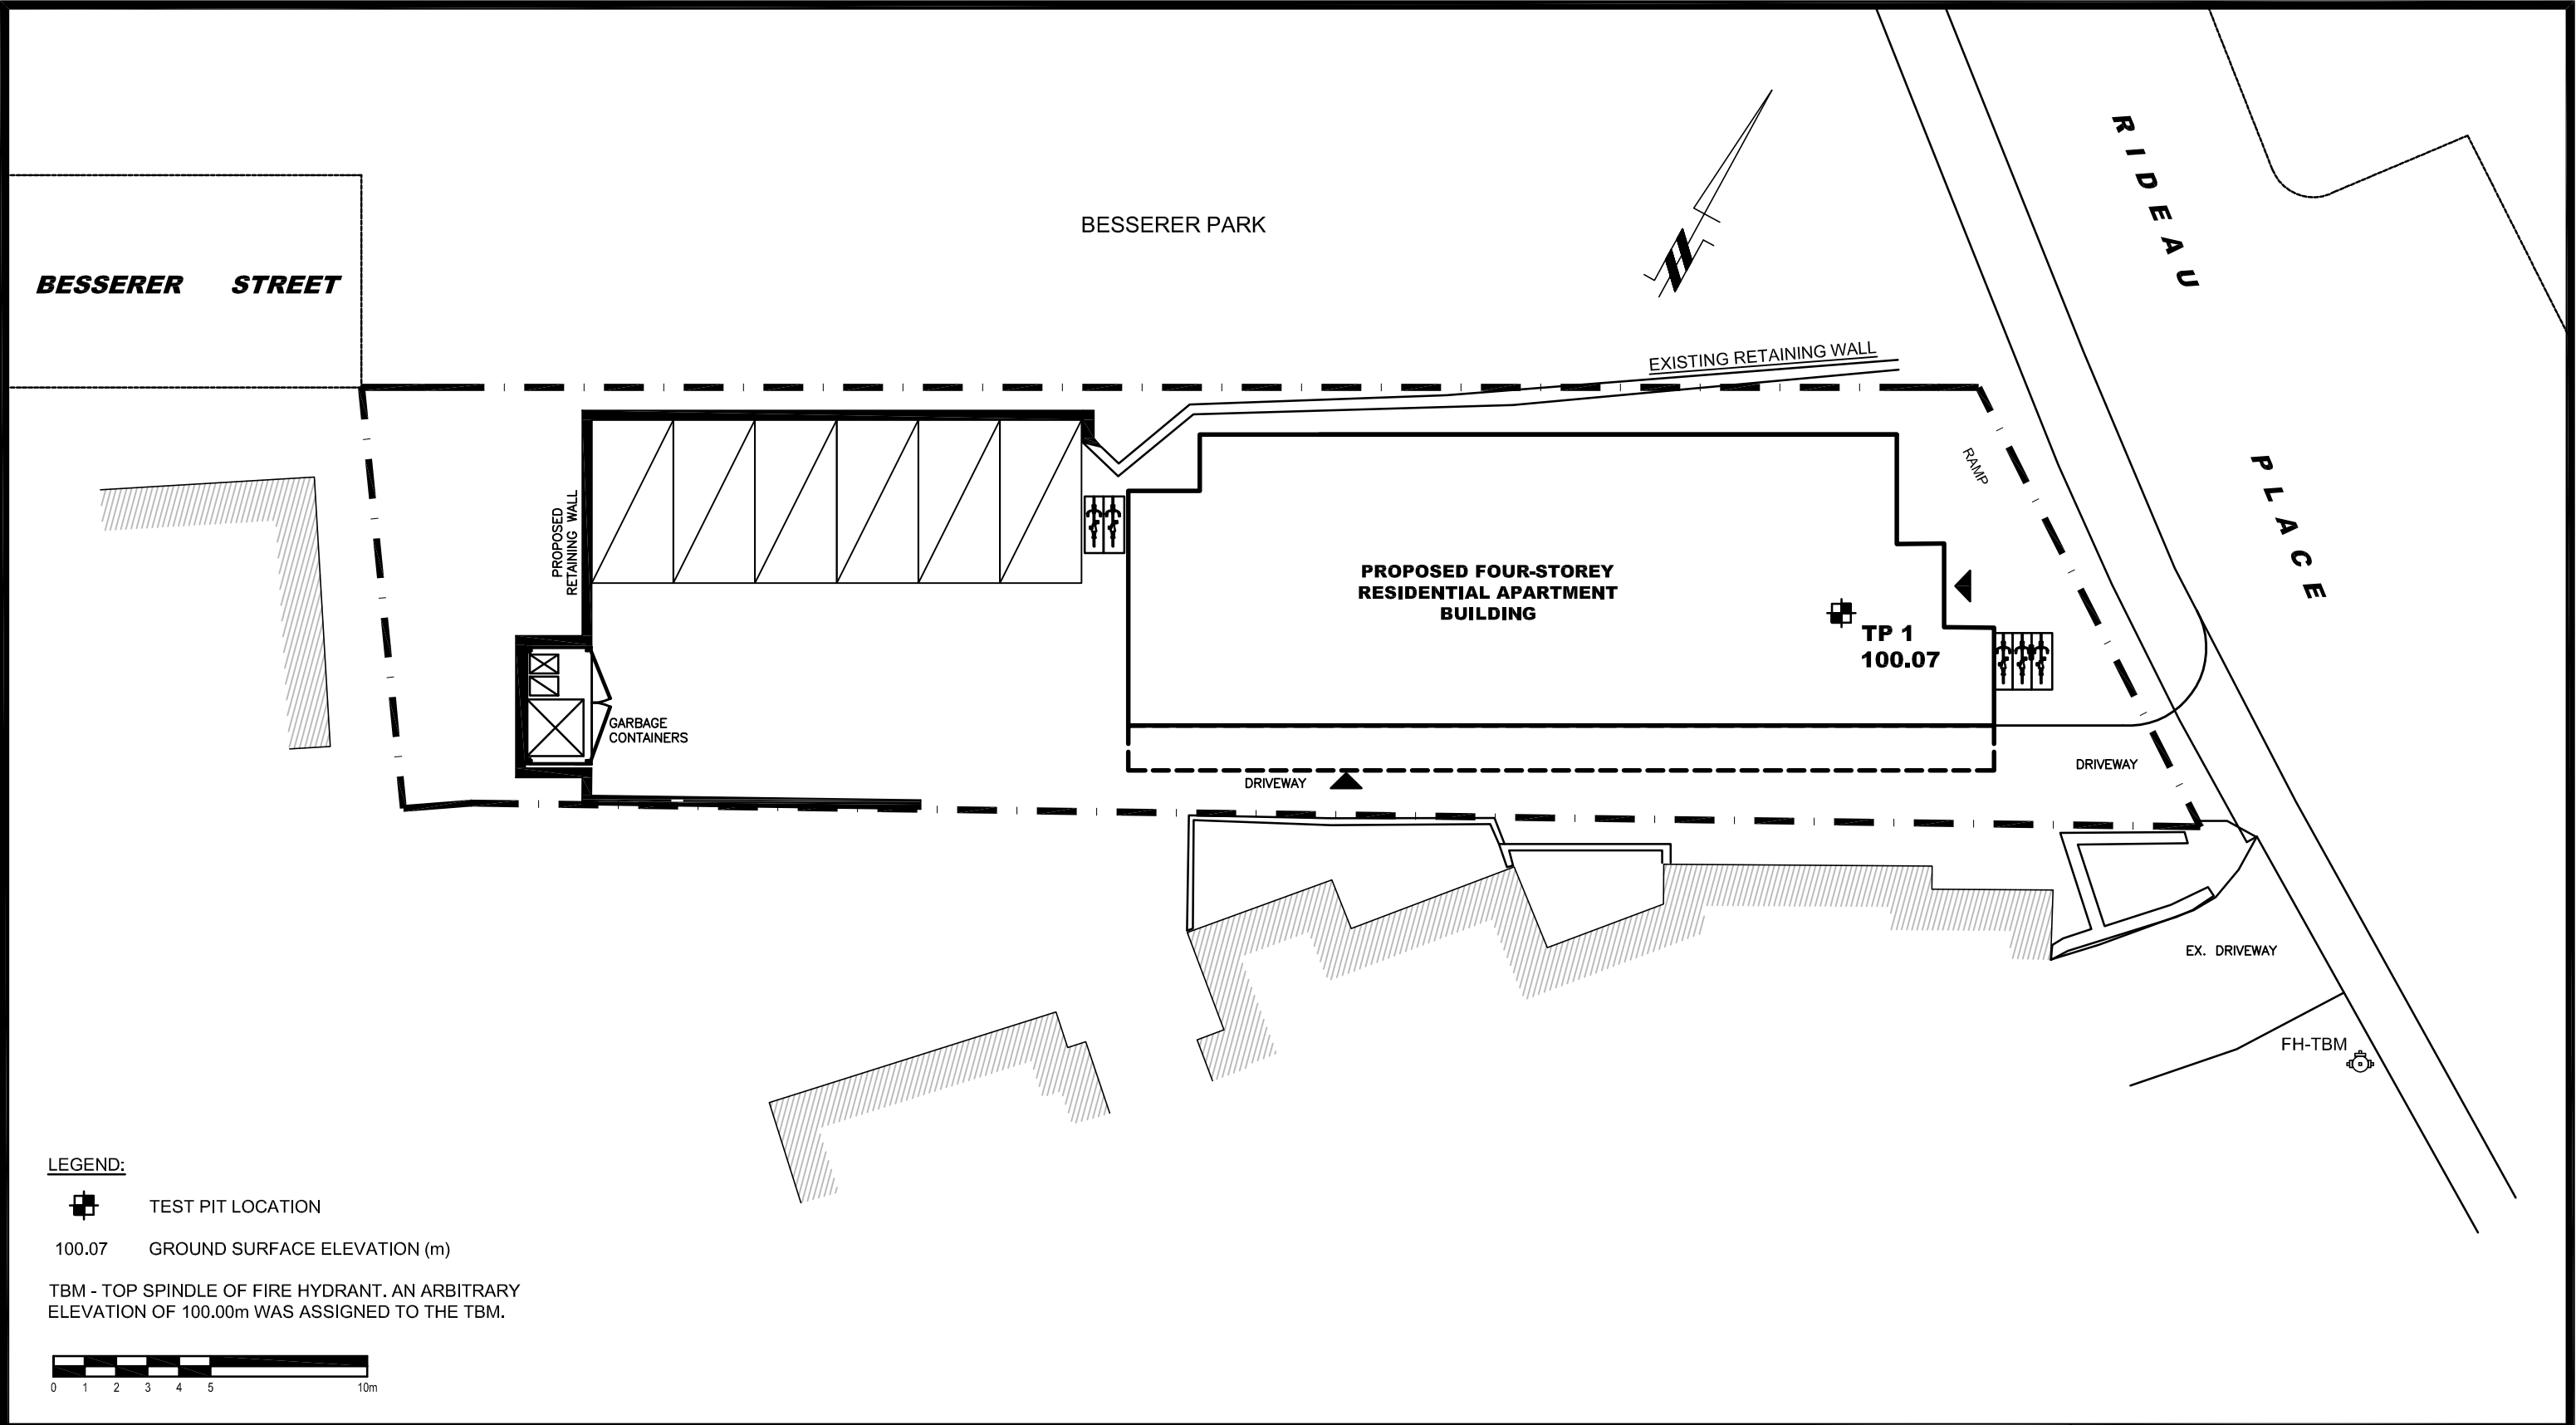 RIDEAU
BESSERER PARK
BESSERER STREET
EXISTING RETAINING WALL
RAMP
PLACE
PROPOSED
RETAINING WALL
PROPOSED FOUR-STOREY
RESIDENTIAL APARTMENT
BUILDING
TP 1
100.07
GARBAGE
CONTAINERS
DRIVEWAY
DRIVEWAY
EX. DRIVEWAY
FH-TBM
LEGEND:
TEST PIT LOCATION
100.07 GROUND SURFACE ELEVATION (m)
TBM - TOP SPINDLE OF FIRE HYDRANT. AN ARBITRARY
ELEVATION OF 100.00m WAS ASSIGNED TO THE TBM.
0 1 2 3 4 5 10m